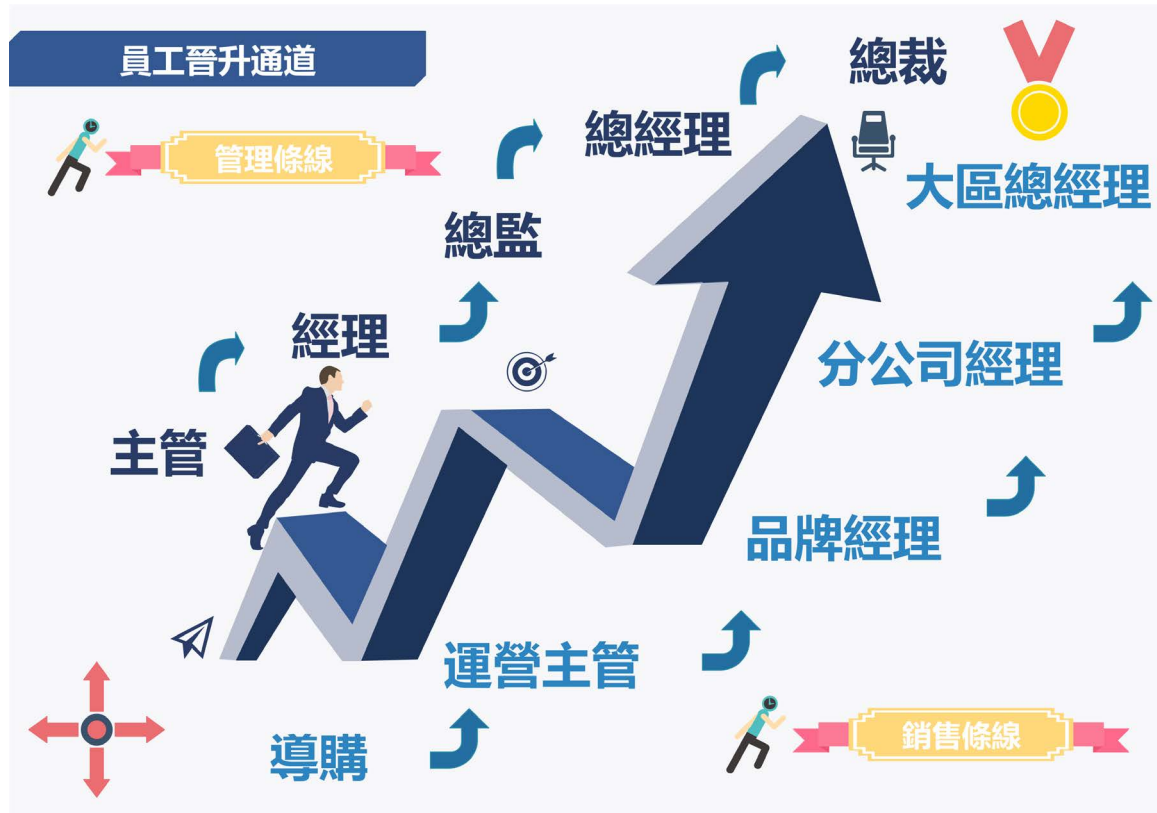 員工晉升通道
管理條線
總裁
總經理
大區總經理
總監
經理
分公司經理
主管
品牌經理
運營主管
導購
銷售條線